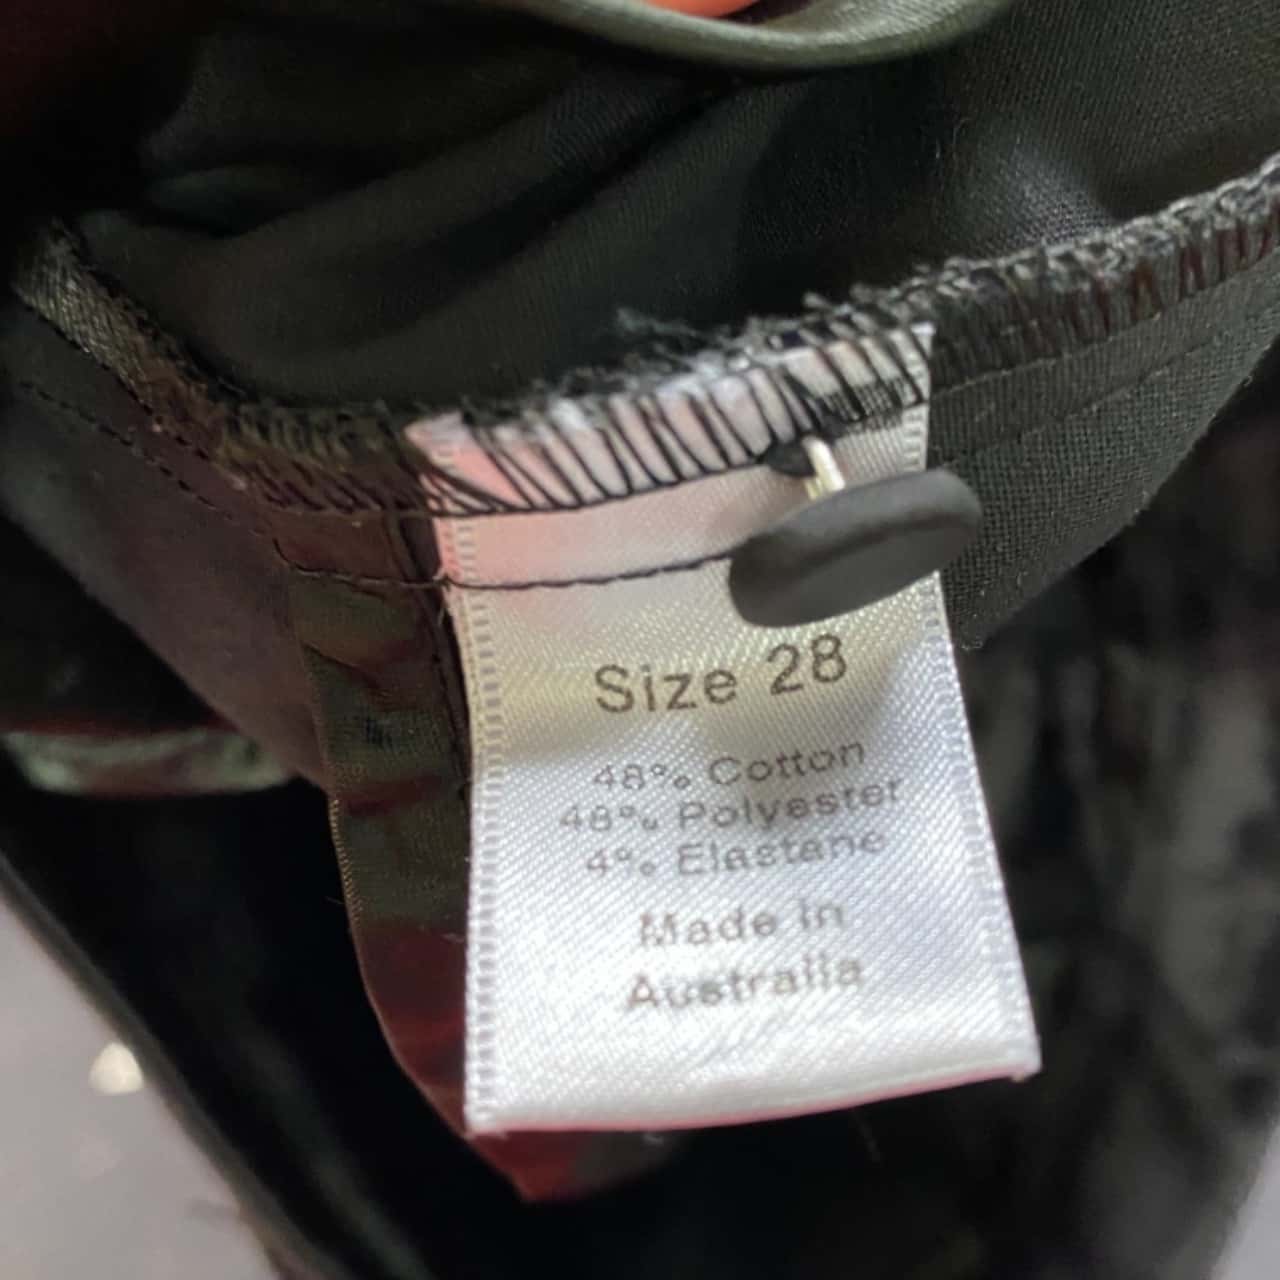 Size 28
48% Cotton
48% Polyester
4% Elastane
Made in
Australia